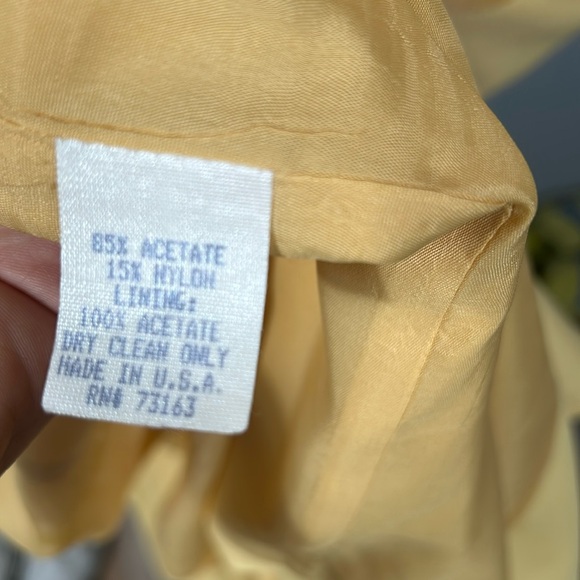 85% ACETATE
15% NYLON
LINING:
100% ACETATE
DRY CLEAN ONLY
MADE IN U.S.A.
RN# 73163